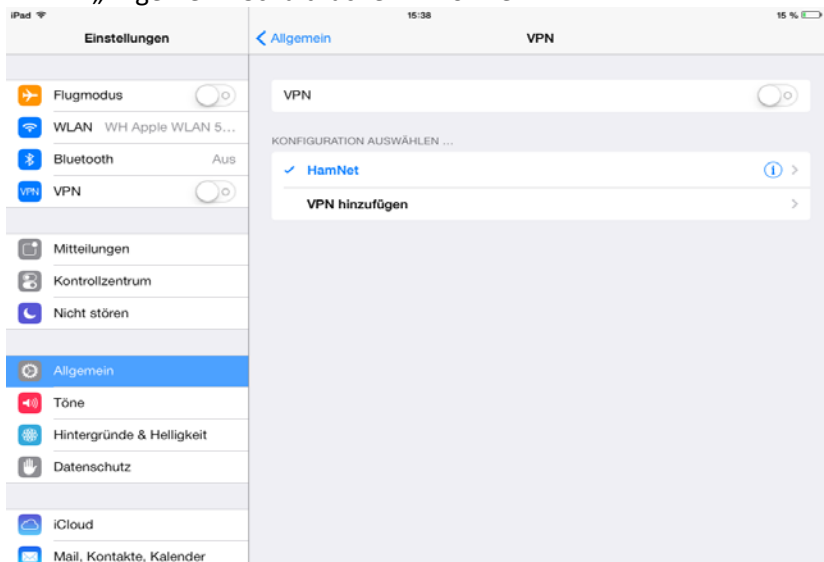 iPad 15:38 15 %
Einstellungen
Allgemein VPN
Flugmodus
WLAN WH Apple WLAN 5...
Bluetooth Aus
VPN VPN
Mitteilungen
Kontrollzentrum
Nicht stören
Allgemein
Töne
Hintergründe & Helligkeit
Datenschutz
iCloud
Mail, Kontakte, Kalender
VPN
KONFIGURATION AUSWÄHLEN ...
HamNet
VPN hinzufügen